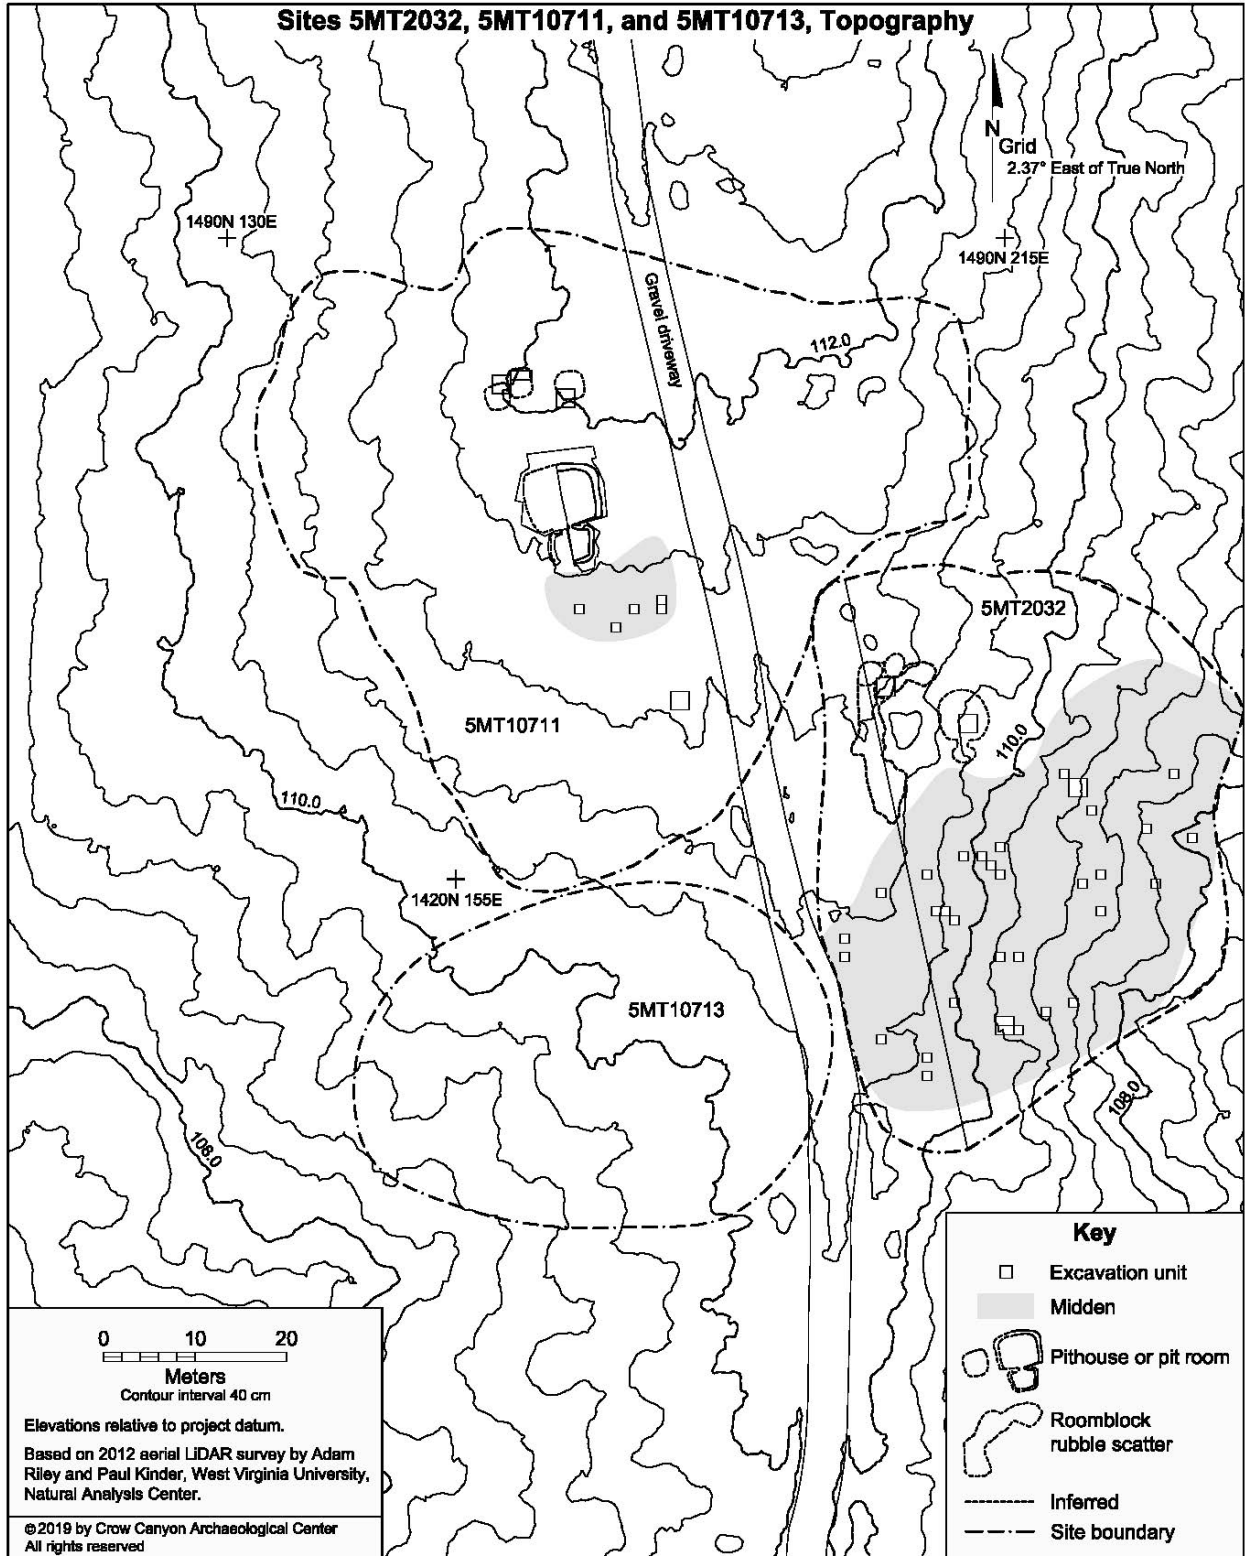 Sites 5MT2032, 5MT10711, and 5MT10713, Topography
N
Grid
2.37° East of True North
1490N 130E
1490N 215E
Gravel driveway
112.0
5MT2032
5MT10711
110.0
110.0
1420N 155E
5MT10713
108.0
108.0
Key
Excavation unit
Midden
Pithouse or pit room
Roomblock
rubble scatter
Inferred
Site boundary
0 10 20
Meters
Contour interval 40 cm
Elevations relative to project datum.
Based on 2012 aerial LiDAR survey by Adam
Riley and Paul Kinder, West Virginia University,
Natural Analysis Center.
©2019 by Crow Canyon Archaeological Center
All rights reserved